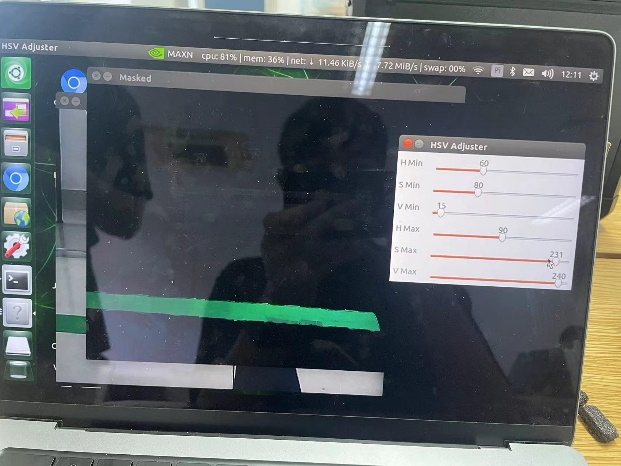 HSV Adjuster
MAXN cpu: 81% | mem: 36% | net: ↓ 11.46 KiB/s 7.72 MiB/s | swap: 00% 12:11
Masked
HSV Adjuster
H Min 60
S Min 80
V Min 15
H Max 90
S Max 231
V Max 240